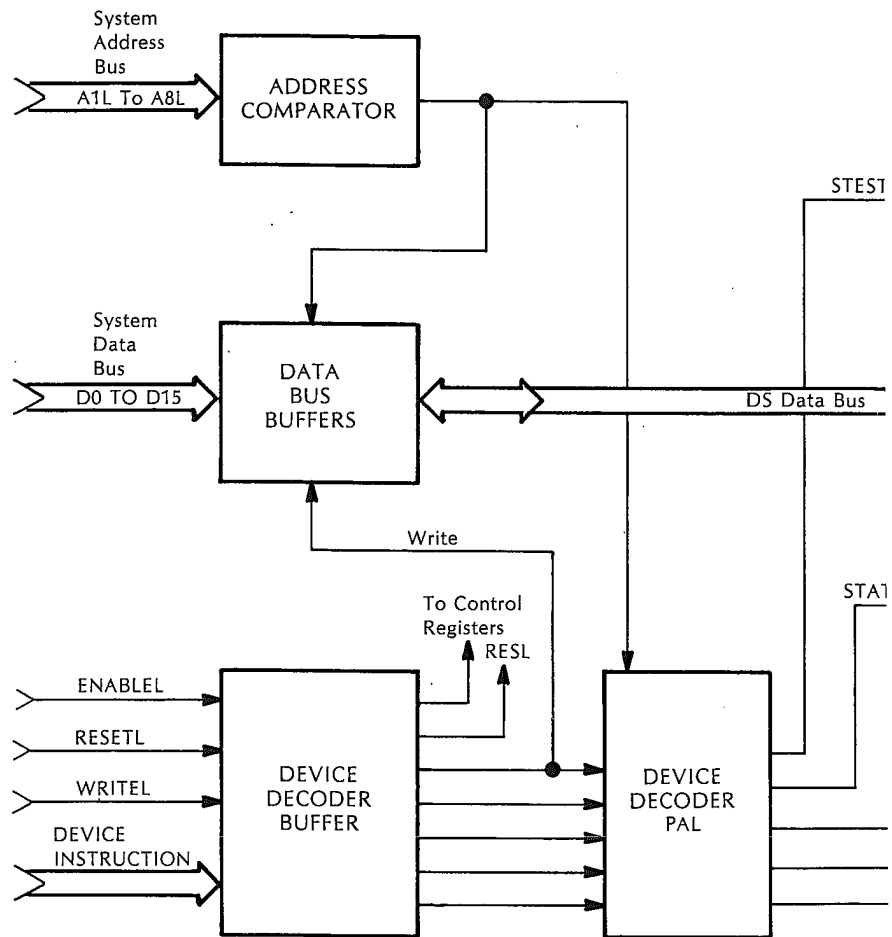 System
Address
Bus
A1L To A8L
ADDRESS
COMPARATOR
STEST
System
Data
Bus
D0 TO D15
DATA
BUS
BUFFERS
DS Data Bus
Write
To Control
Registers
RESL
STAT
ENABLEL
RESETL
WRITEL
DEVICE
INSTRUCTION
DEVICE
DECODER
BUFFER
DEVICE
DECODER
PAL